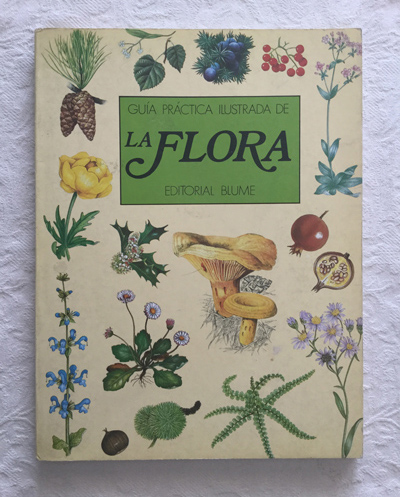 GUÍA PRÁCTICA ILUSTRADA DE
LA FLORA
EDITORIAL BLUME